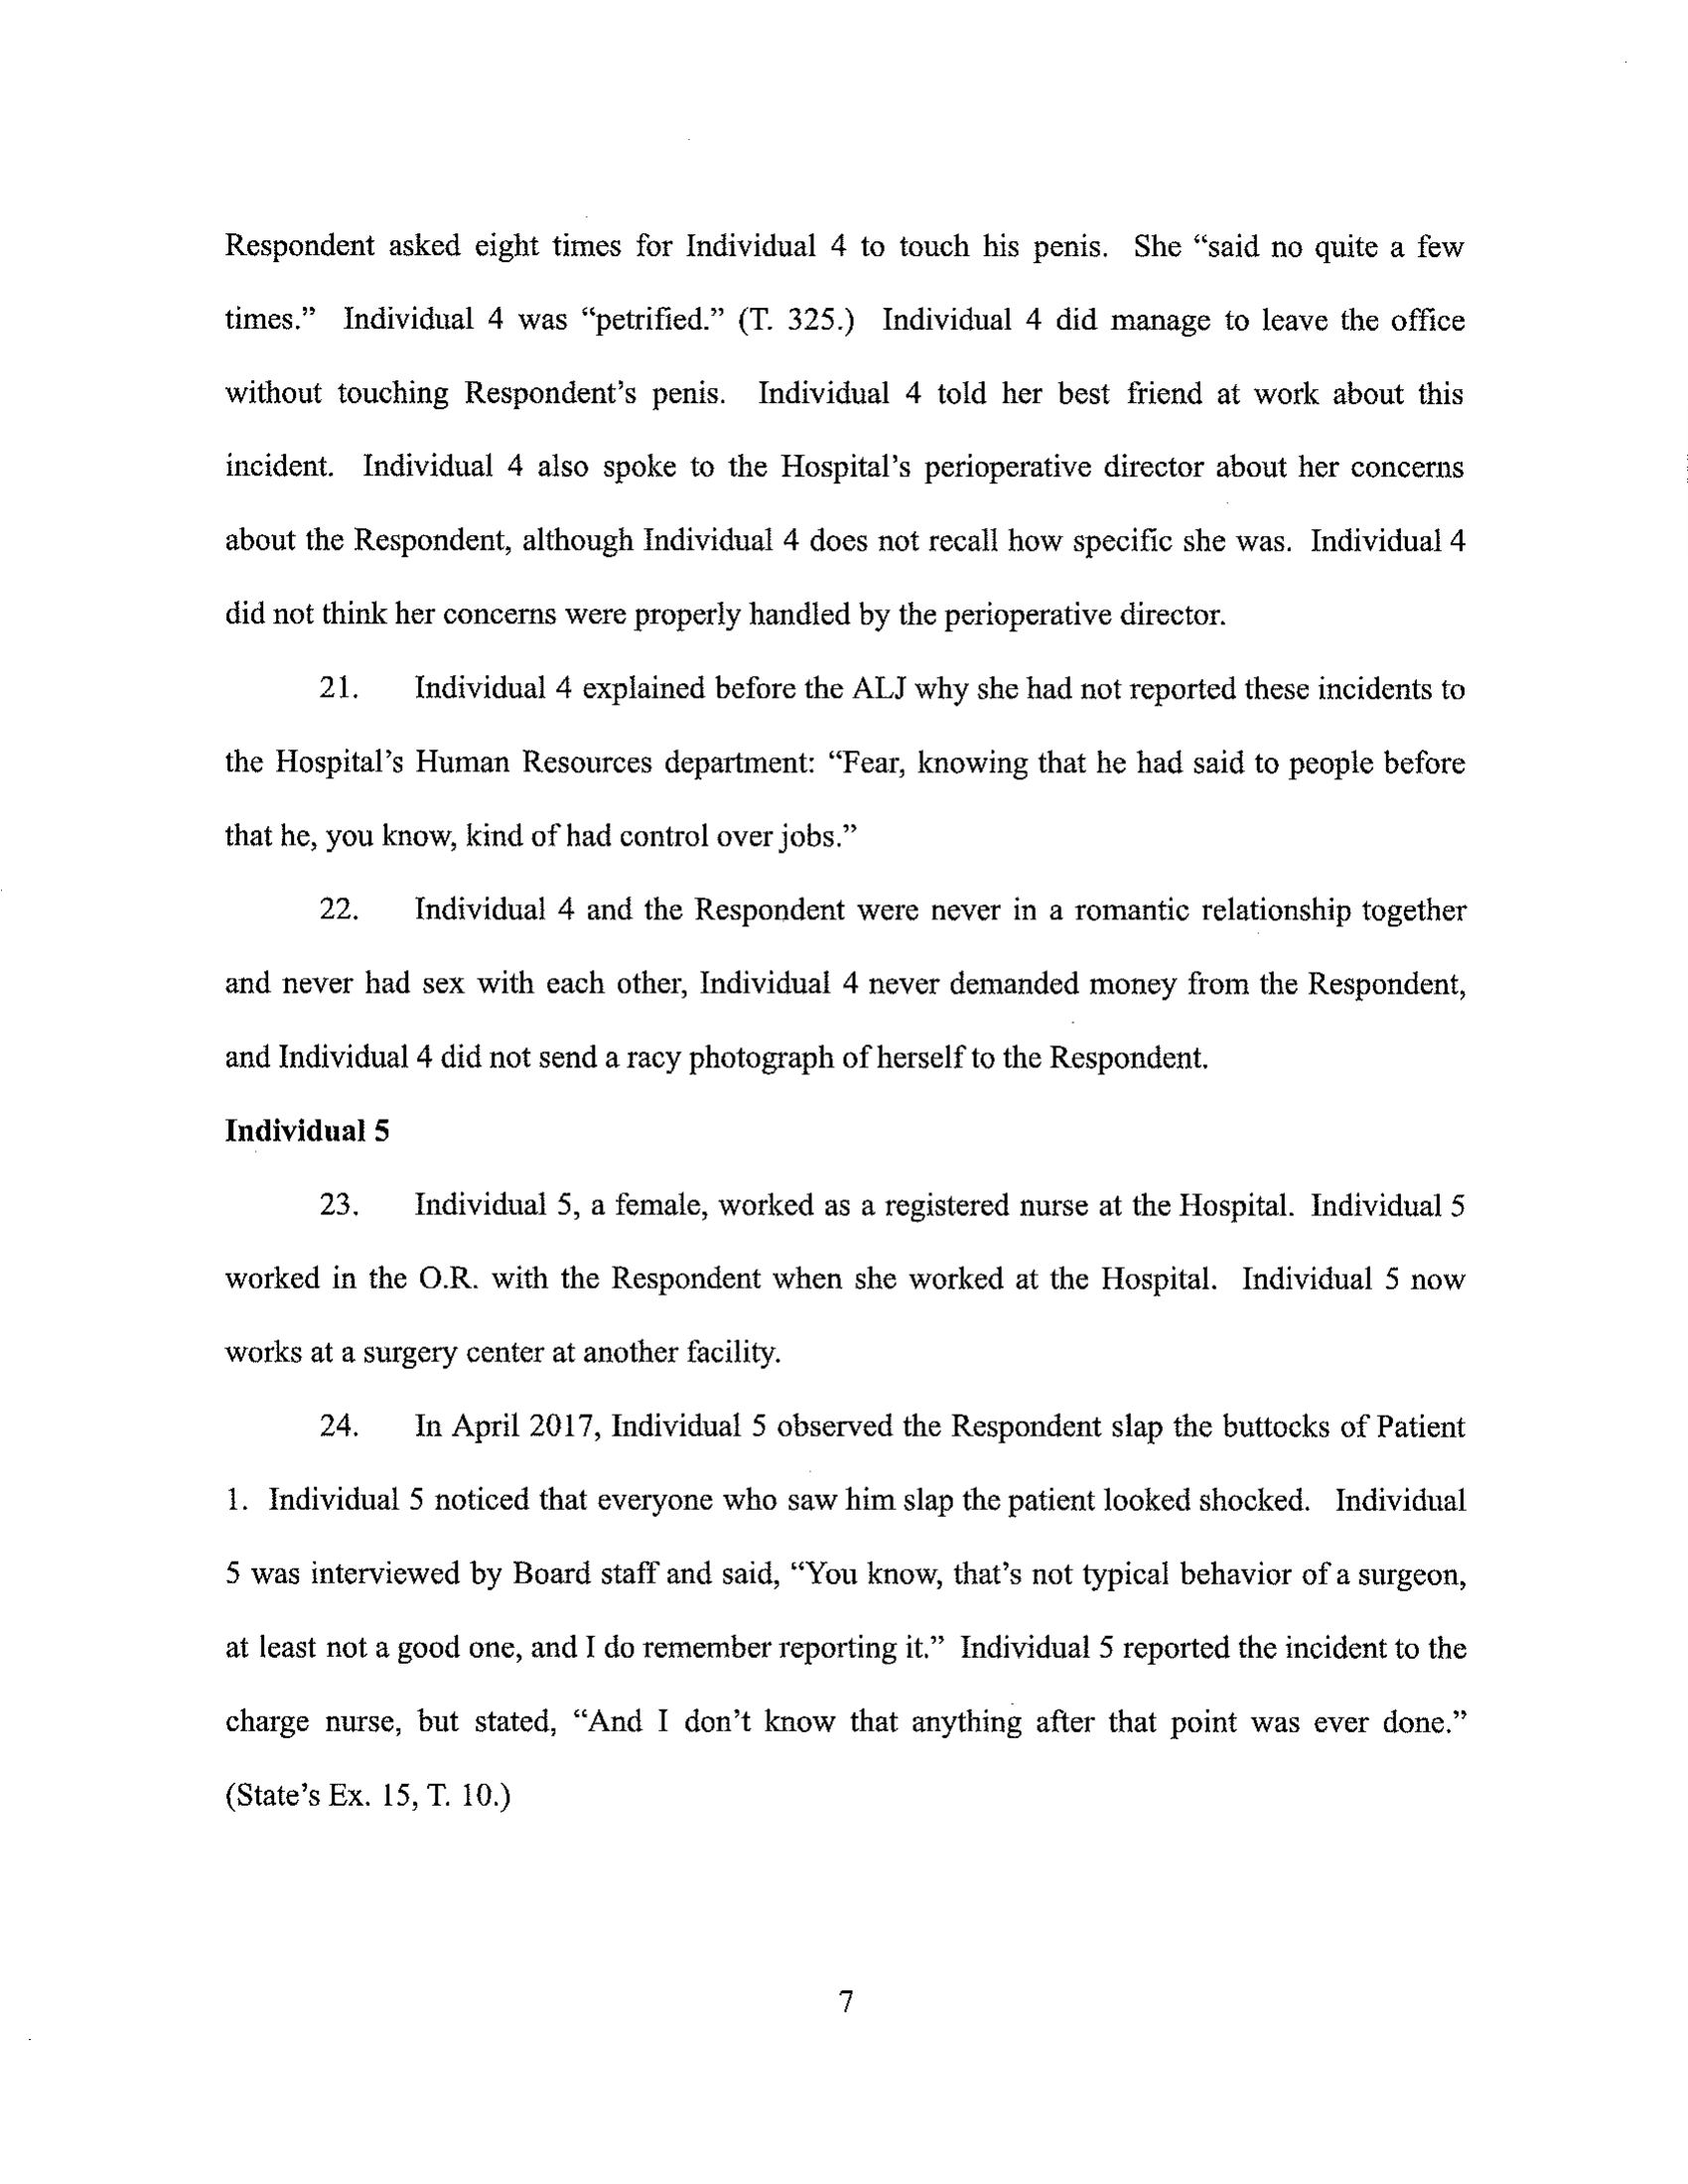 Respondent asked eight times for Individual 4 to touch his penis. She “said no quite a few
times.” Individual 4 was “petrified.” (T. 325.) Individual 4 did manage to leave the office
without touching Respondent’s penis. Individual 4 told her best friend at work about this
incident. Individual 4 also spoke to the Hospital’s perioperative director about her concerns
about the Respondent, although Individual 4 does not recall how specific she was. Individual 4
did not think her concerns were properly handled by the perioperative director.
21. Individual 4 explained before the ALJ why she had not reported these incidents to
the Hospital’s Human Resources department: “Fear, knowing that he had said to people before
that he, you know, kind of had control over jobs.”
22. Individual 4 and the Respondent were never in a romantic relationship together
and never had sex with each other, Individual 4 never demanded money from the Respondent,
and Individual 4 did not send a racy photograph of herself to the Respondent.
Individual 5
23. Individual 5, a female, worked as a registered nurse at the Hospital. Individual 5
worked in the O.R. with the Respondent when she worked at the Hospital. Individual 5 now
works at a surgery center at another facility.
24. In April 2017, Individual 5 observed the Respondent slap the buttocks of Patient
1. Individual 5 noticed that everyone who saw him slap the patient looked shocked. Individual
5 was interviewed by Board staff and said, “You know, that’s not typical behavior of a surgeon,
at least not a good one, and I do remember reporting it.” Individual 5 reported the incident to the
charge nurse, but stated, “And I don’t know that anything after that point was ever done.”
(State’s Ex. 15, T. 10.)
7